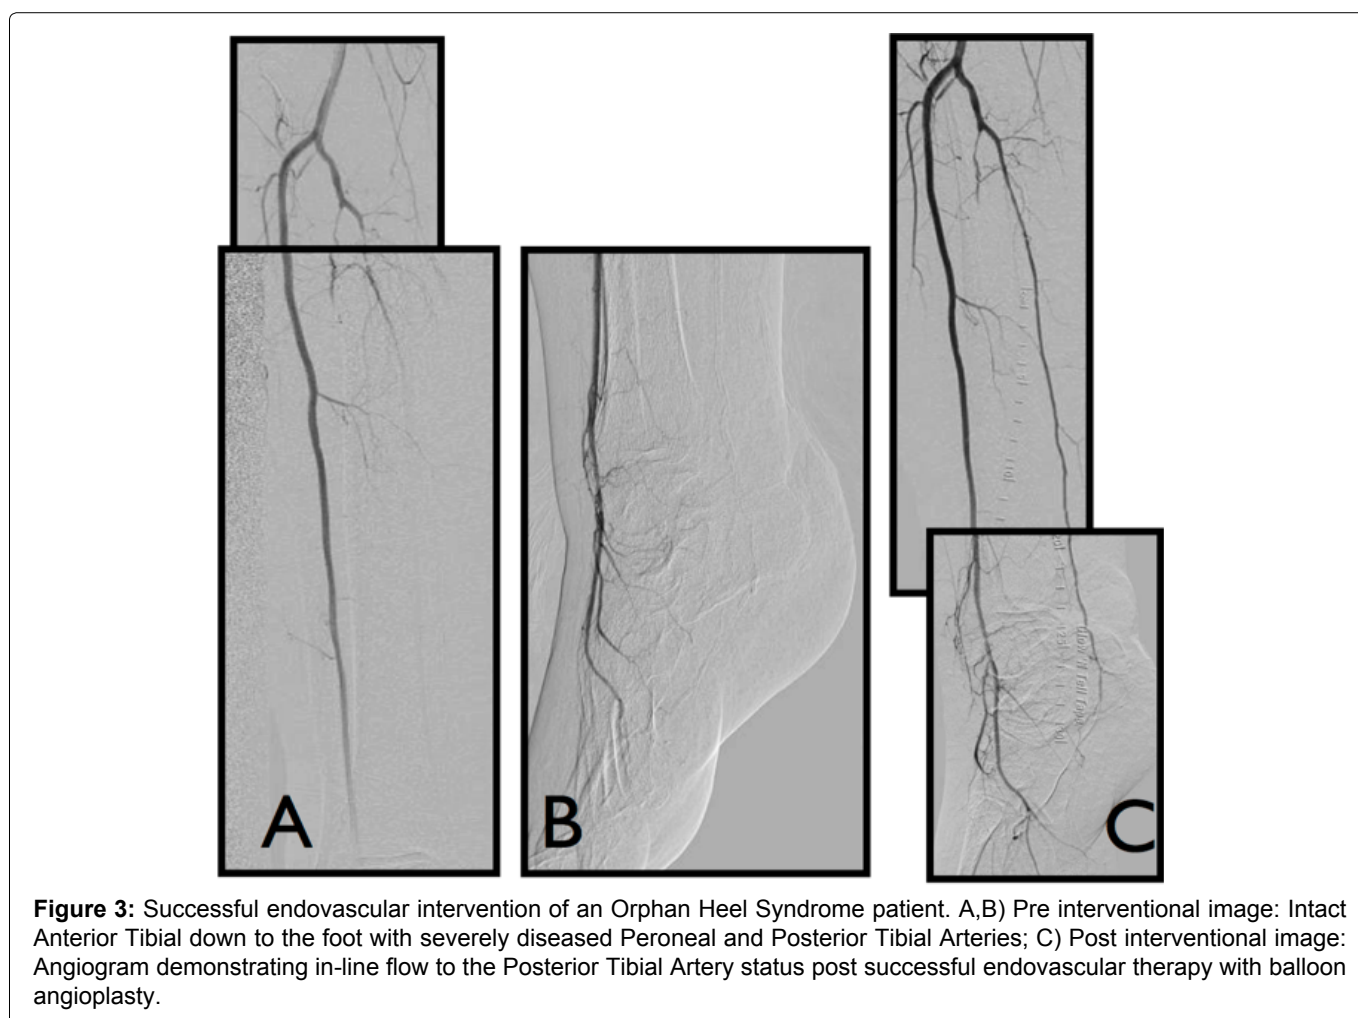 A
B
C
Figure 3: Successful endovascular intervention of an Orphan Heel Syndrome patient. A,B) Pre interventional image: Intact
Anterior Tibial down to the foot with severely diseased Peroneal and Posterior Tibial Arteries; C) Post interventional image:
Angiogram demonstrating in-line flow to the Posterior Tibial Artery status post successful endovascular therapy with balloon
angioplasty.